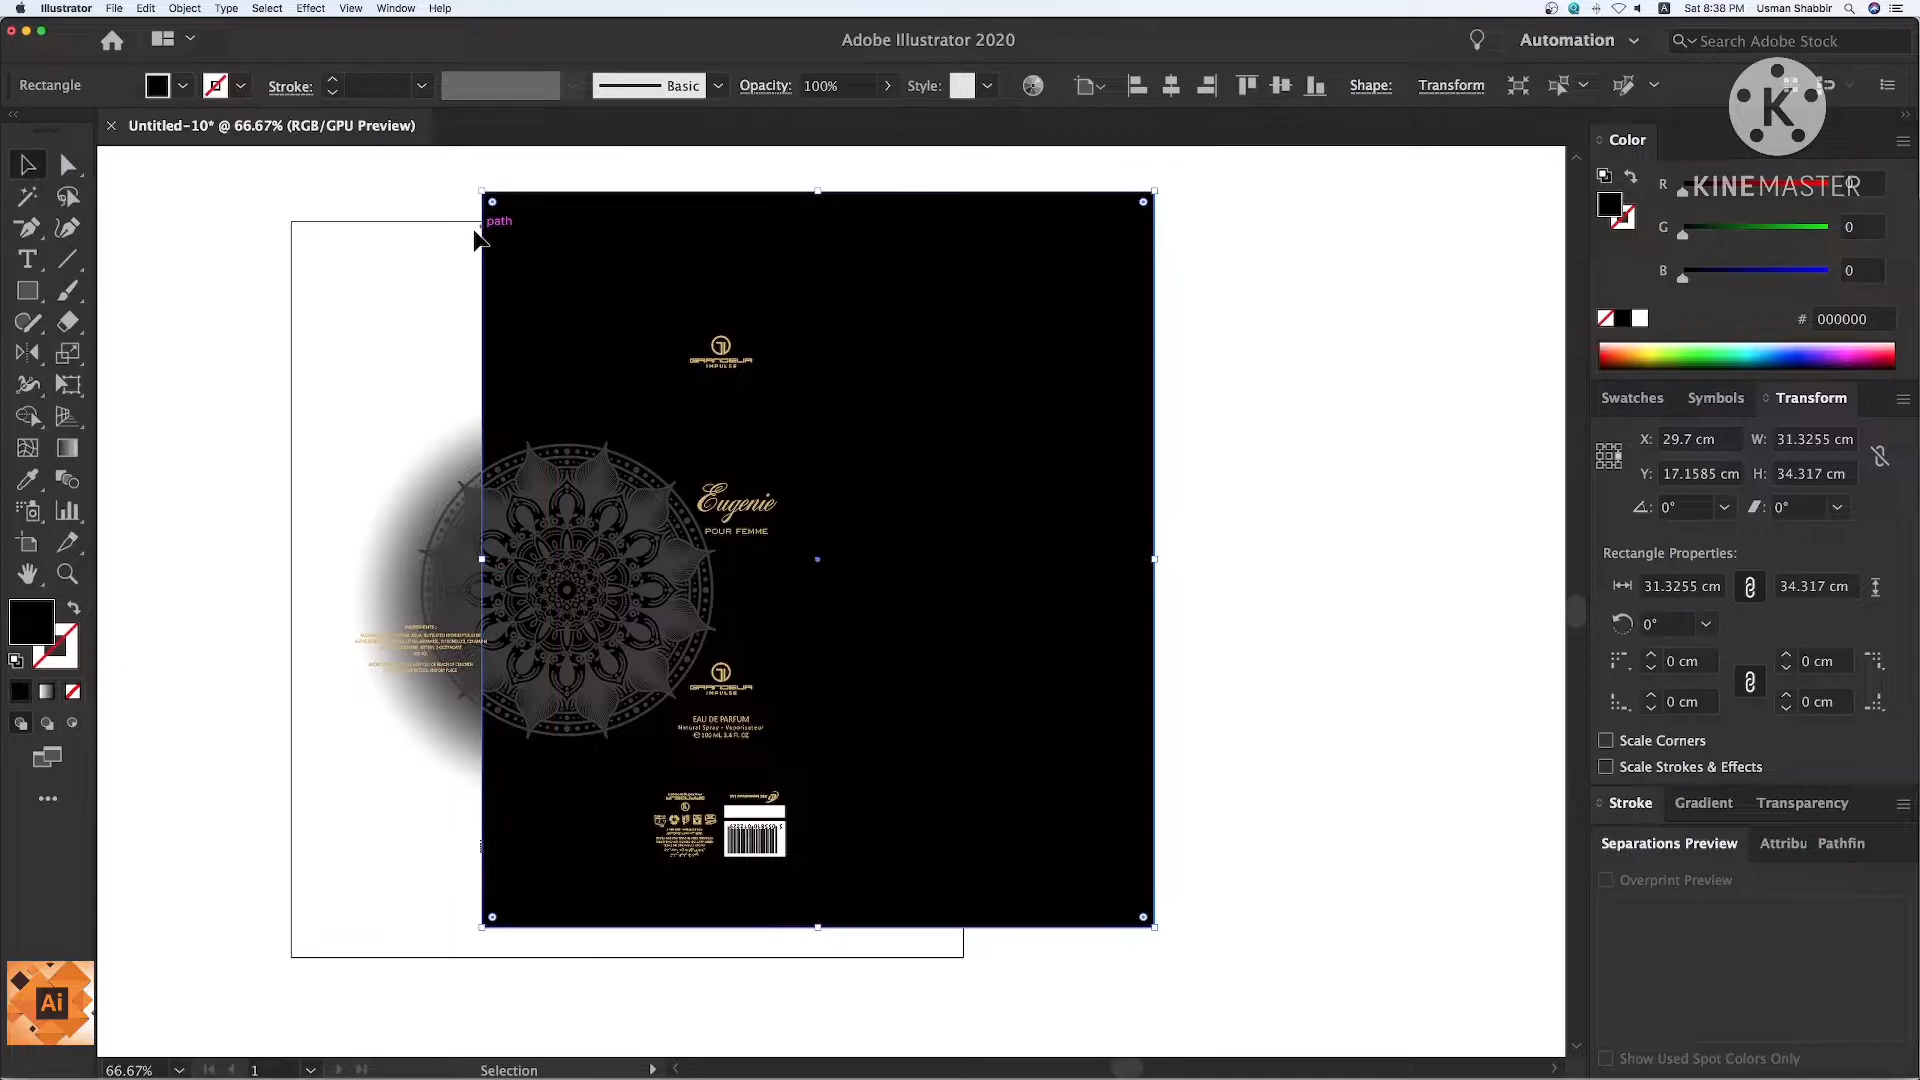 Illustrator File Edit Object Type Select Effect View Window Help
A Sat 8:38 PM Usman Shabbir
Adobe Illustrator 2020
Automation
Search Adobe Stock
Rectangle
Stroke:
Basic
Opacity: 100%
Style:
Shape:
Transform
K
KINEMASTER
× Untitled-10* @ 66.67% (RGB/GPU Preview)
Color
R 0
G 0
B 0
# 000000
path
GRANDEUR
IMPULSE
Swatches Symbols Transform
X: 29.7 cm W: 31.3255 cm
Y: 17.1585 cm H: 34.317 cm
0° 0°
Eugenie
POUR FEMME
Rectangle Properties:
31.3255 cm 34.317 cm
0°
0 cm 0 cm
0 cm 0 cm
INGREDIENTS :
GRANDEUR
IMPULSE
EAU DE PARFUM
Natural Spray - Vaporisateur
℮ 100 ML 3.4 FL. OZ
Scale Corners
Scale Strokes & Effects
Stroke Gradient Transparency
Separations Preview Attribu Pathfin
Overprint Preview
Ai
Show Used Spot Colors Only
66.67% 1 Selection